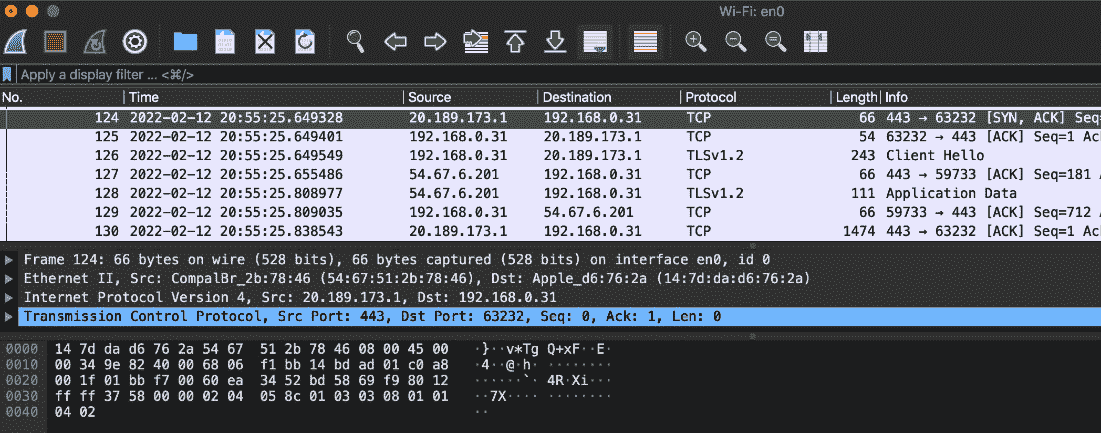 Wi-Fi: en0
Apply a display filter ... <⌘/>
No. Time Source Destination Protocol Length Info
124 2022-02-12 20:55:25.649328 20.189.173.1 192.168.0.31 TCP 66 443 → 63232 [SYN, ACK] Seq=
125 2022-02-12 20:55:25.649401 192.168.0.31 20.189.173.1 TCP 54 63232 → 443 [ACK] Seq=1 Ack
126 2022-02-12 20:55:25.649549 192.168.0.31 20.189.173.1 TLSv1.2 243 Client Hello
127 2022-02-12 20:55:25.655486 54.67.6.201 192.168.0.31 TCP 66 443 → 59733 [ACK] Seq=181 A
128 2022-02-12 20:55:25.808977 54.67.6.201 192.168.0.31 TLSv1.2 111 Application Data
129 2022-02-12 20:55:25.809035 192.168.0.31 54.67.6.201 TCP 66 59733 → 443 [ACK] Seq=712 A
130 2022-02-12 20:55:25.838543 20.189.173.1 192.168.0.31 TCP 1474 443 → 63232 [ACK] Seq=1 Ack
Frame 124: 66 bytes on wire (528 bits), 66 bytes captured (528 bits) on interface en0, id 0
Ethernet II, Src: CompalBr_2b:78:46 (54:67:51:2b:78:46), Dst: Apple_d6:76:2a (14:7d:da:d6:76:2a)
Internet Protocol Version 4, Src: 20.189.173.1, Dst: 192.168.0.31
Transmission Control Protocol, Src Port: 443, Dst Port: 63232, Seq: 0, Ack: 1, Len: 0
0000 14 7d da d6 76 2a 54 67 51 2b 78 46 08 00 45 00 ·}··v*Tg Q+xF··E·
0010 00 34 9e 82 40 00 68 06 f1 bb 14 bd ad 01 c0 a8 ·4··@·h· ········
0020 00 1f 01 bb f7 00 60 ea 34 52 bd 58 69 f9 80 12 ······`· 4R·Xi···
0030 ff ff 37 58 00 00 02 04 05 8c 01 03 03 08 01 01 ··7X···· ········
0040 04 02 ··